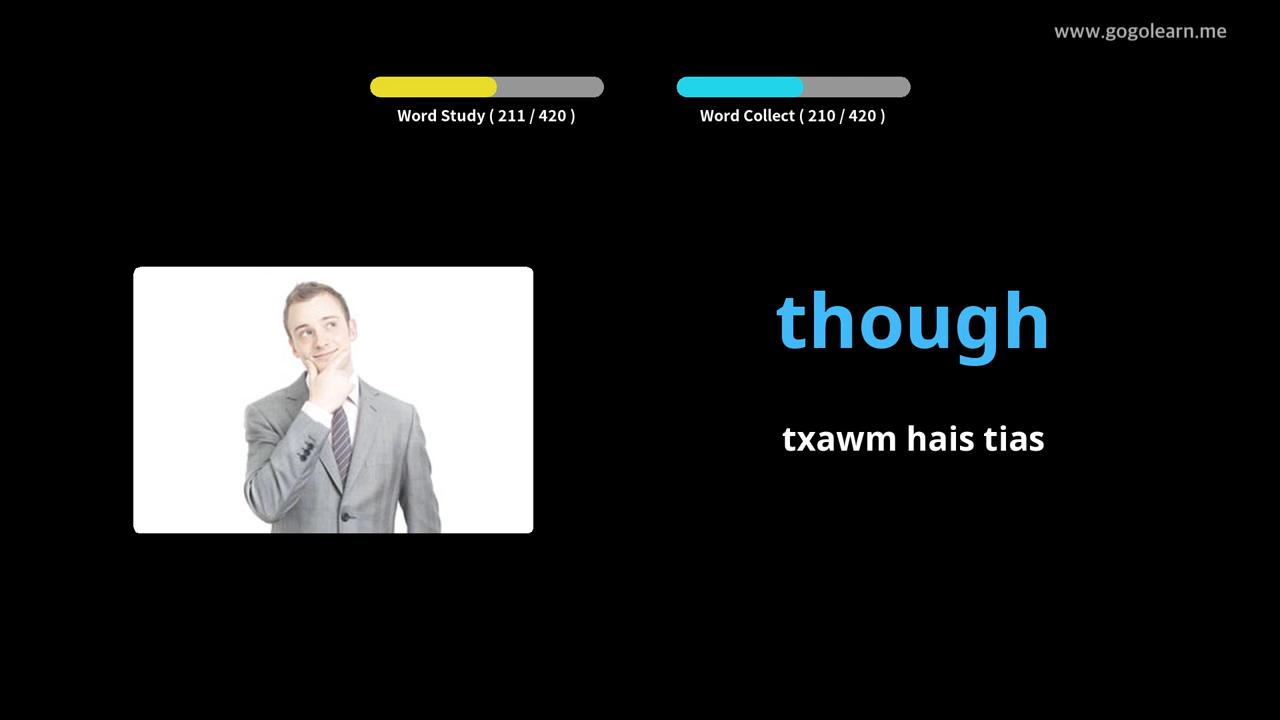 www.gogolearn.me
Word Study ( 211 / 420 )
Word Collect ( 210 / 420 )
though
txawm hais tias